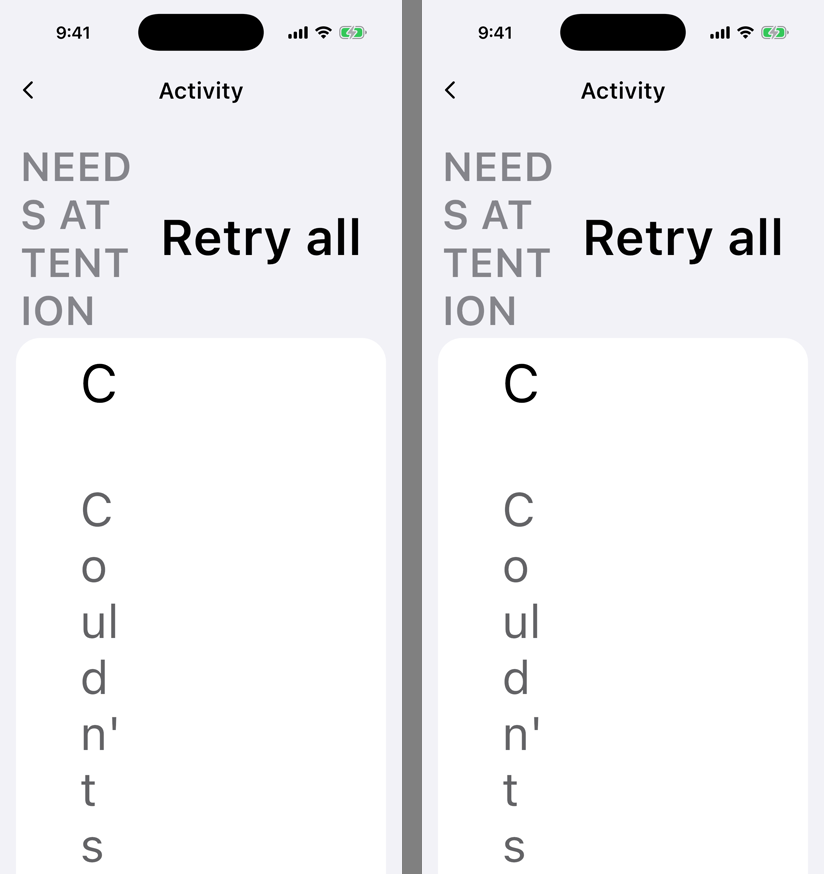 9:41
Activity
NEED
S AT
TENT
ION
Retry all
C
C
o
ul
d
n'
t
s
9:41
Activity
NEED
S AT
TENT
ION
Retry all
C
C
o
ul
d
n'
t
s